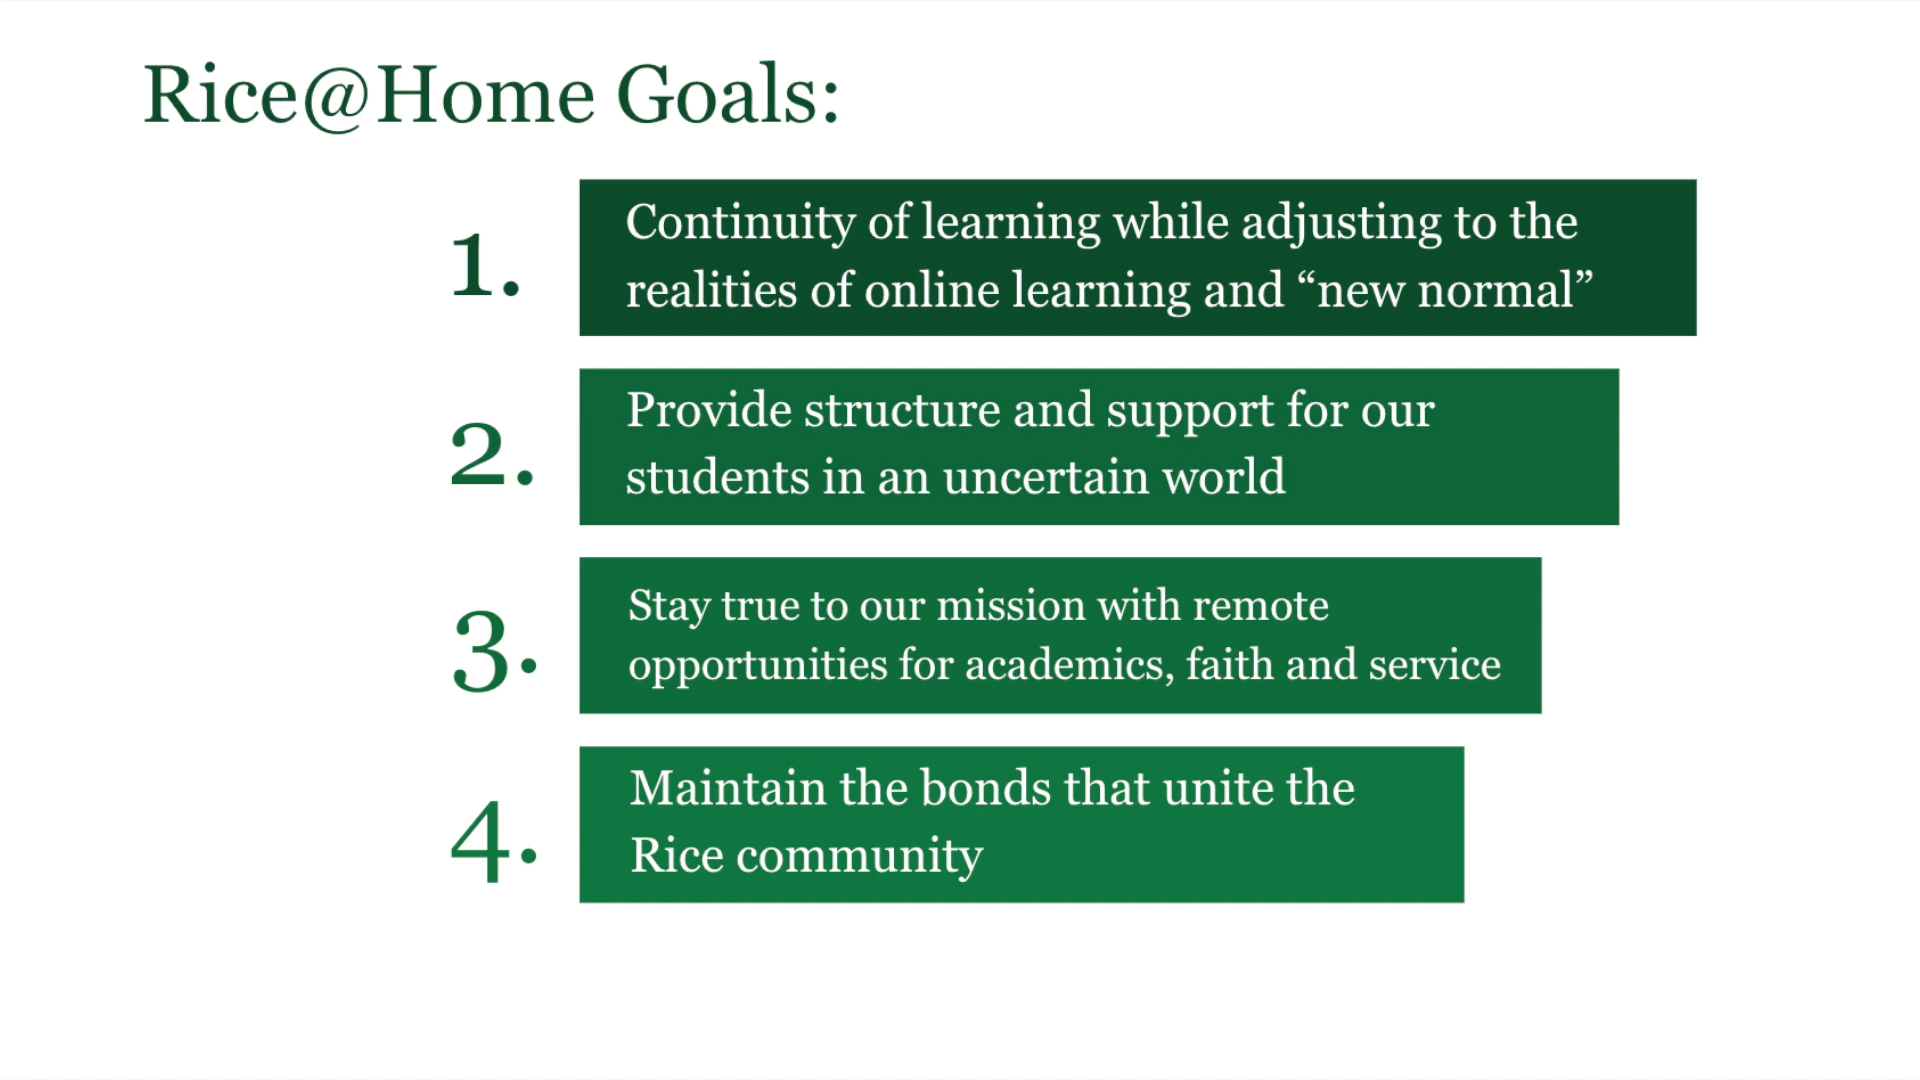 Rice@Home Goals:
1.
Continuity of learning while adjusting to the
realities of online learning and “new normal”
2.
Provide structure and support for our
students in an uncertain world
3.
Stay true to our mission with remote
opportunities for academics, faith and service
4.
Maintain the bonds that unite the
Rice community